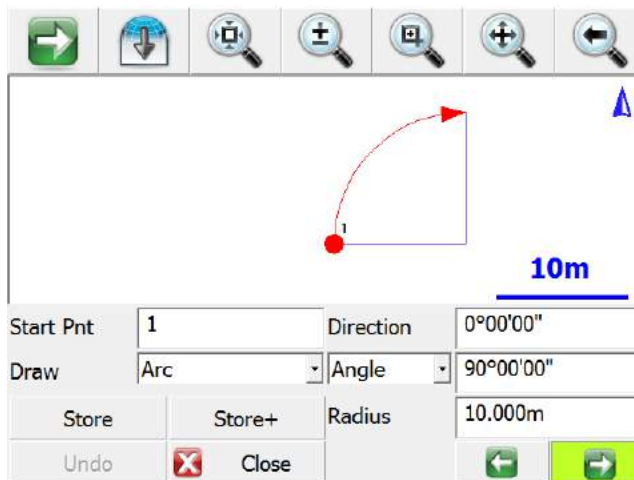 1
10m
Start Pnt 1 Direction 0°00'00"
Draw Arc Angle 90°00'00"
Store Store+ Radius 10.000m
Undo Close